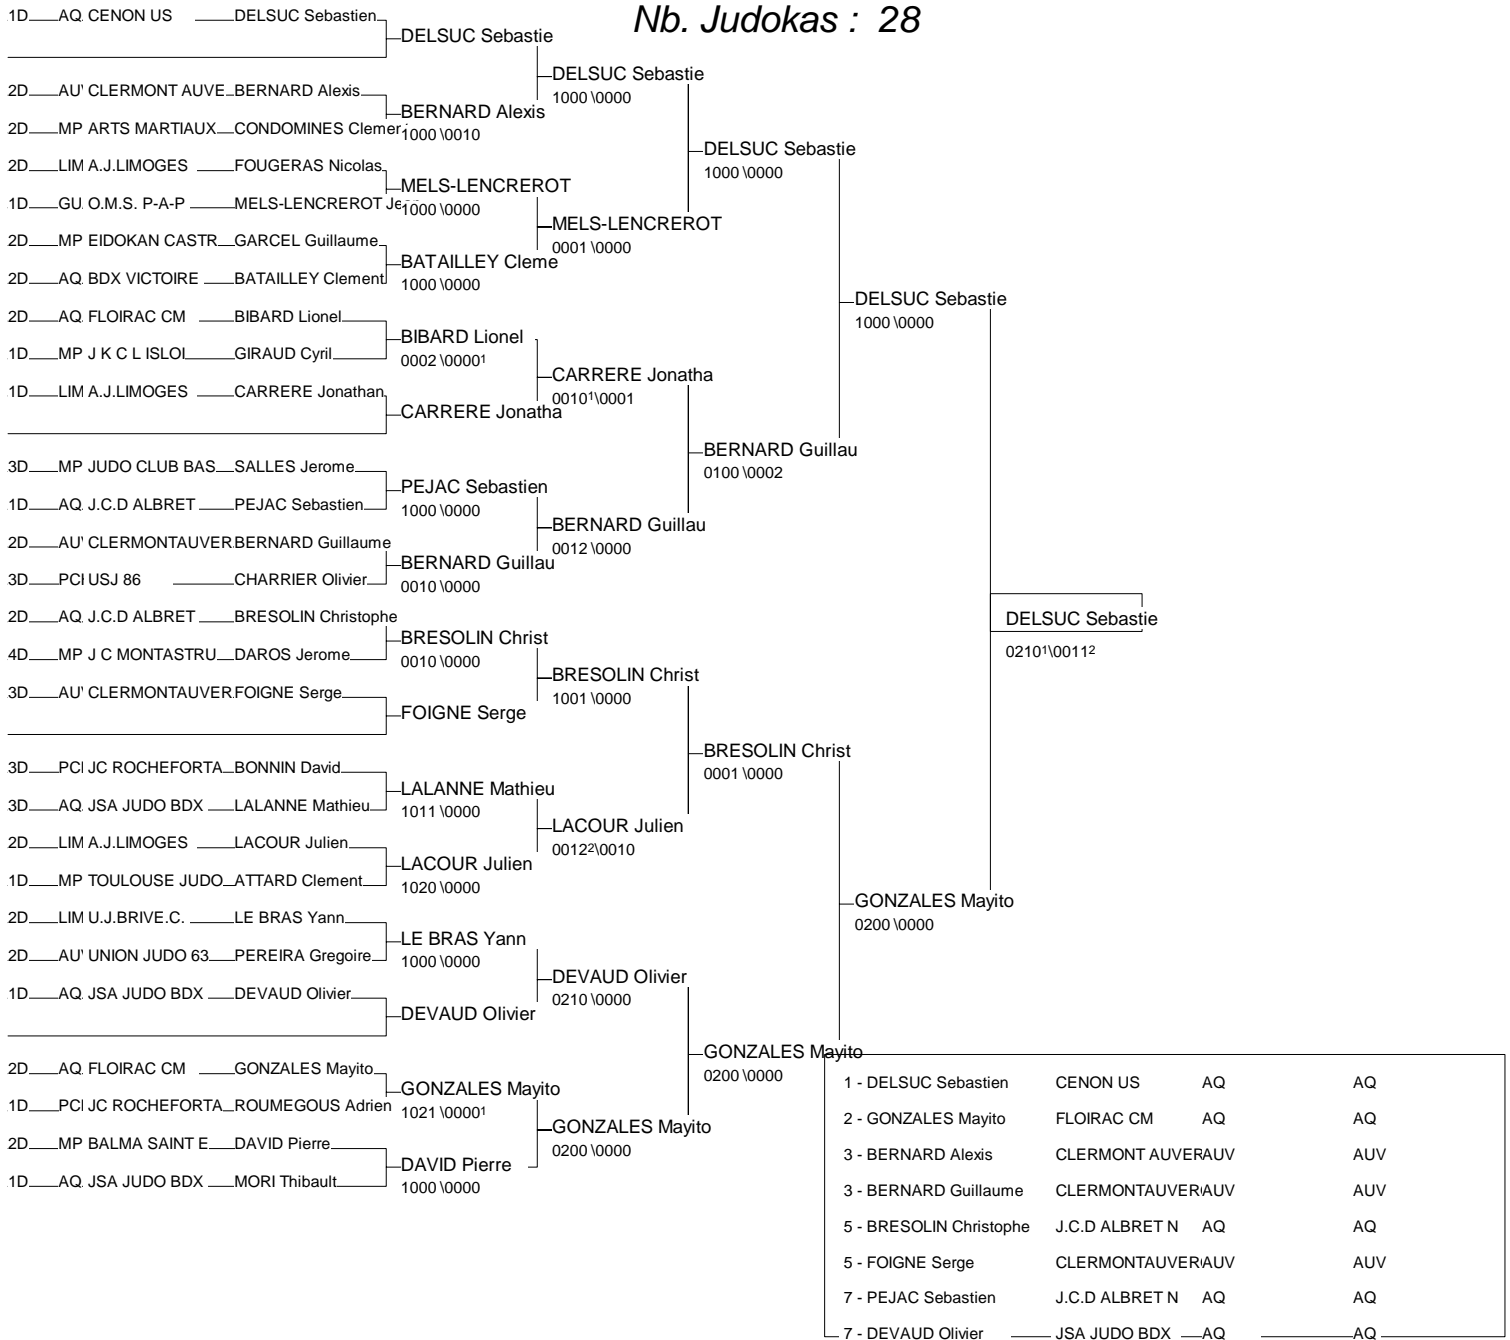 Nb. Judokas : 28
1D AQ CENON US DELSUC Sebastien
2D AU CLERMONT AUVE BERNARD Alexis
2D MP ARTS MARTIAUX CONDOMINES Clemen
2D LIM A.J.LIMOGES FOUGERAS Nicolas
1D GU O.M.S. P-A-P MELS-LENCREROT Je
2D MP EIDOKAN CASTR GARCEL Guillaume
2D AQ BDX VICTOIRE BATAILLEY Clement
2D AQ FLOIRAC CM BIBARD Lionel
1D MP J K C L ISLOI GIRAUD Cyril
1D LIM A.J.LIMOGES CARRERE Jonathan
3D MP JUDO CLUB BAS SALLES Jerome
1D AQ J.C.D ALBRET PEJAC Sebastien
2D AU CLERMONTAUVER BERNARD Guillaume
3D PCI USJ 86 CHARRIER Olivier
2D AQ J.C.D ALBRET BRESOLIN Christophe
4D MP J C MONTASTRU DAROS Jerome
3D AU CLERMONTAUVER FOIGNE Serge
3D PCI JC ROCHEFORTA BONNIN David
3D AQ JSA JUDO BDX LALANNE Mathieu
2D LIM A.J.LIMOGES LACOUR Julien
1D MP TOULOUSE JUDO ATTARD Clement
2D LIM U.J.BRIVE.C. LE BRAS Yann
2D AU UNION JUDO 63 PEREIRA Gregoire
1D AQ JSA JUDO BDX DEVAUD Olivier
2D AQ FLOIRAC CM GONZALES Mayito
1D PCI JC ROCHEFORTA ROUMEGOUS Adrien
2D MP BALMA SAINT E DAVID Pierre
1D AQ JSA JUDO BDX MORI Thibault
DELSUC Sebastie
BERNARD Alexis
1000 \0010
MELS-LENCREROT
1000 \0000
BATAILLEY Cleme
1000 \0000
BIBARD Lionel
0002 \0000¹
CARRERE Jonatha
PEJAC Sebastien
1000 \0000
BERNARD Guillau
0010 \0000
BRESOLIN Christ
0010 \0000
FOIGNE Serge
LALANNE Mathieu
1011 \0000
LACOUR Julien
1020 \0000
LE BRAS Yann
1000 \0000
DEVAUD Olivier
GONZALES Mayito
1021 \0000¹
DAVID Pierre
1000 \0000
DELSUC Sebastie
1000 \0000
MELS-LENCREROT
0001 \0000
CARRERE Jonatha
0010¹\0001
BERNARD Guillau
0012 \0000
BRESOLIN Christ
1001 \0000
LACOUR Julien
0012²\0010
DEVAUD Olivier
0210 \0000
GONZALES Mayito
0200 \0000
DELSUC Sebastie
1000 \0000
BERNARD Guillau
0100 \0002
BRESOLIN Christ
0001 \0000
GONZALES Mayito
0200 \0000
DELSUC Sebastie
1000 \0000
GONZALES Mayito
0200 \0000
DELSUC Sebastie
0210¹\0011²
1 - DELSUC Sebastien CENON US AQ AQ
2 - GONZALES Mayito FLOIRAC CM AQ AQ
3 - BERNARD Alexis CLERMONT AUVER AUV AUV
3 - BERNARD Guillaume CLERMONTAUVER AUV AUV
5 - BRESOLIN Christophe J.C.D ALBRET N AQ AQ
5 - FOIGNE Serge CLERMONTAUVER AUV AUV
7 - PEJAC Sebastien J.C.D ALBRET N AQ AQ
7 - DEVAUD Olivier JSA JUDO BDX AQ AQ